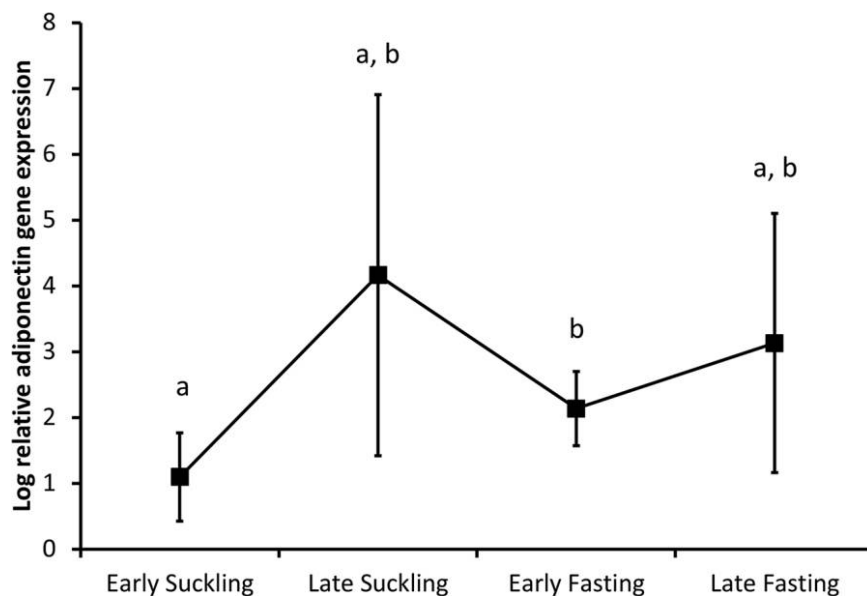 Log relative adiponectin gene expression
8
7
6
5
4
3
2
1
0
a
a, b
b
a, b
Early Suckling
Late Suckling
Early Fasting
Late Fasting